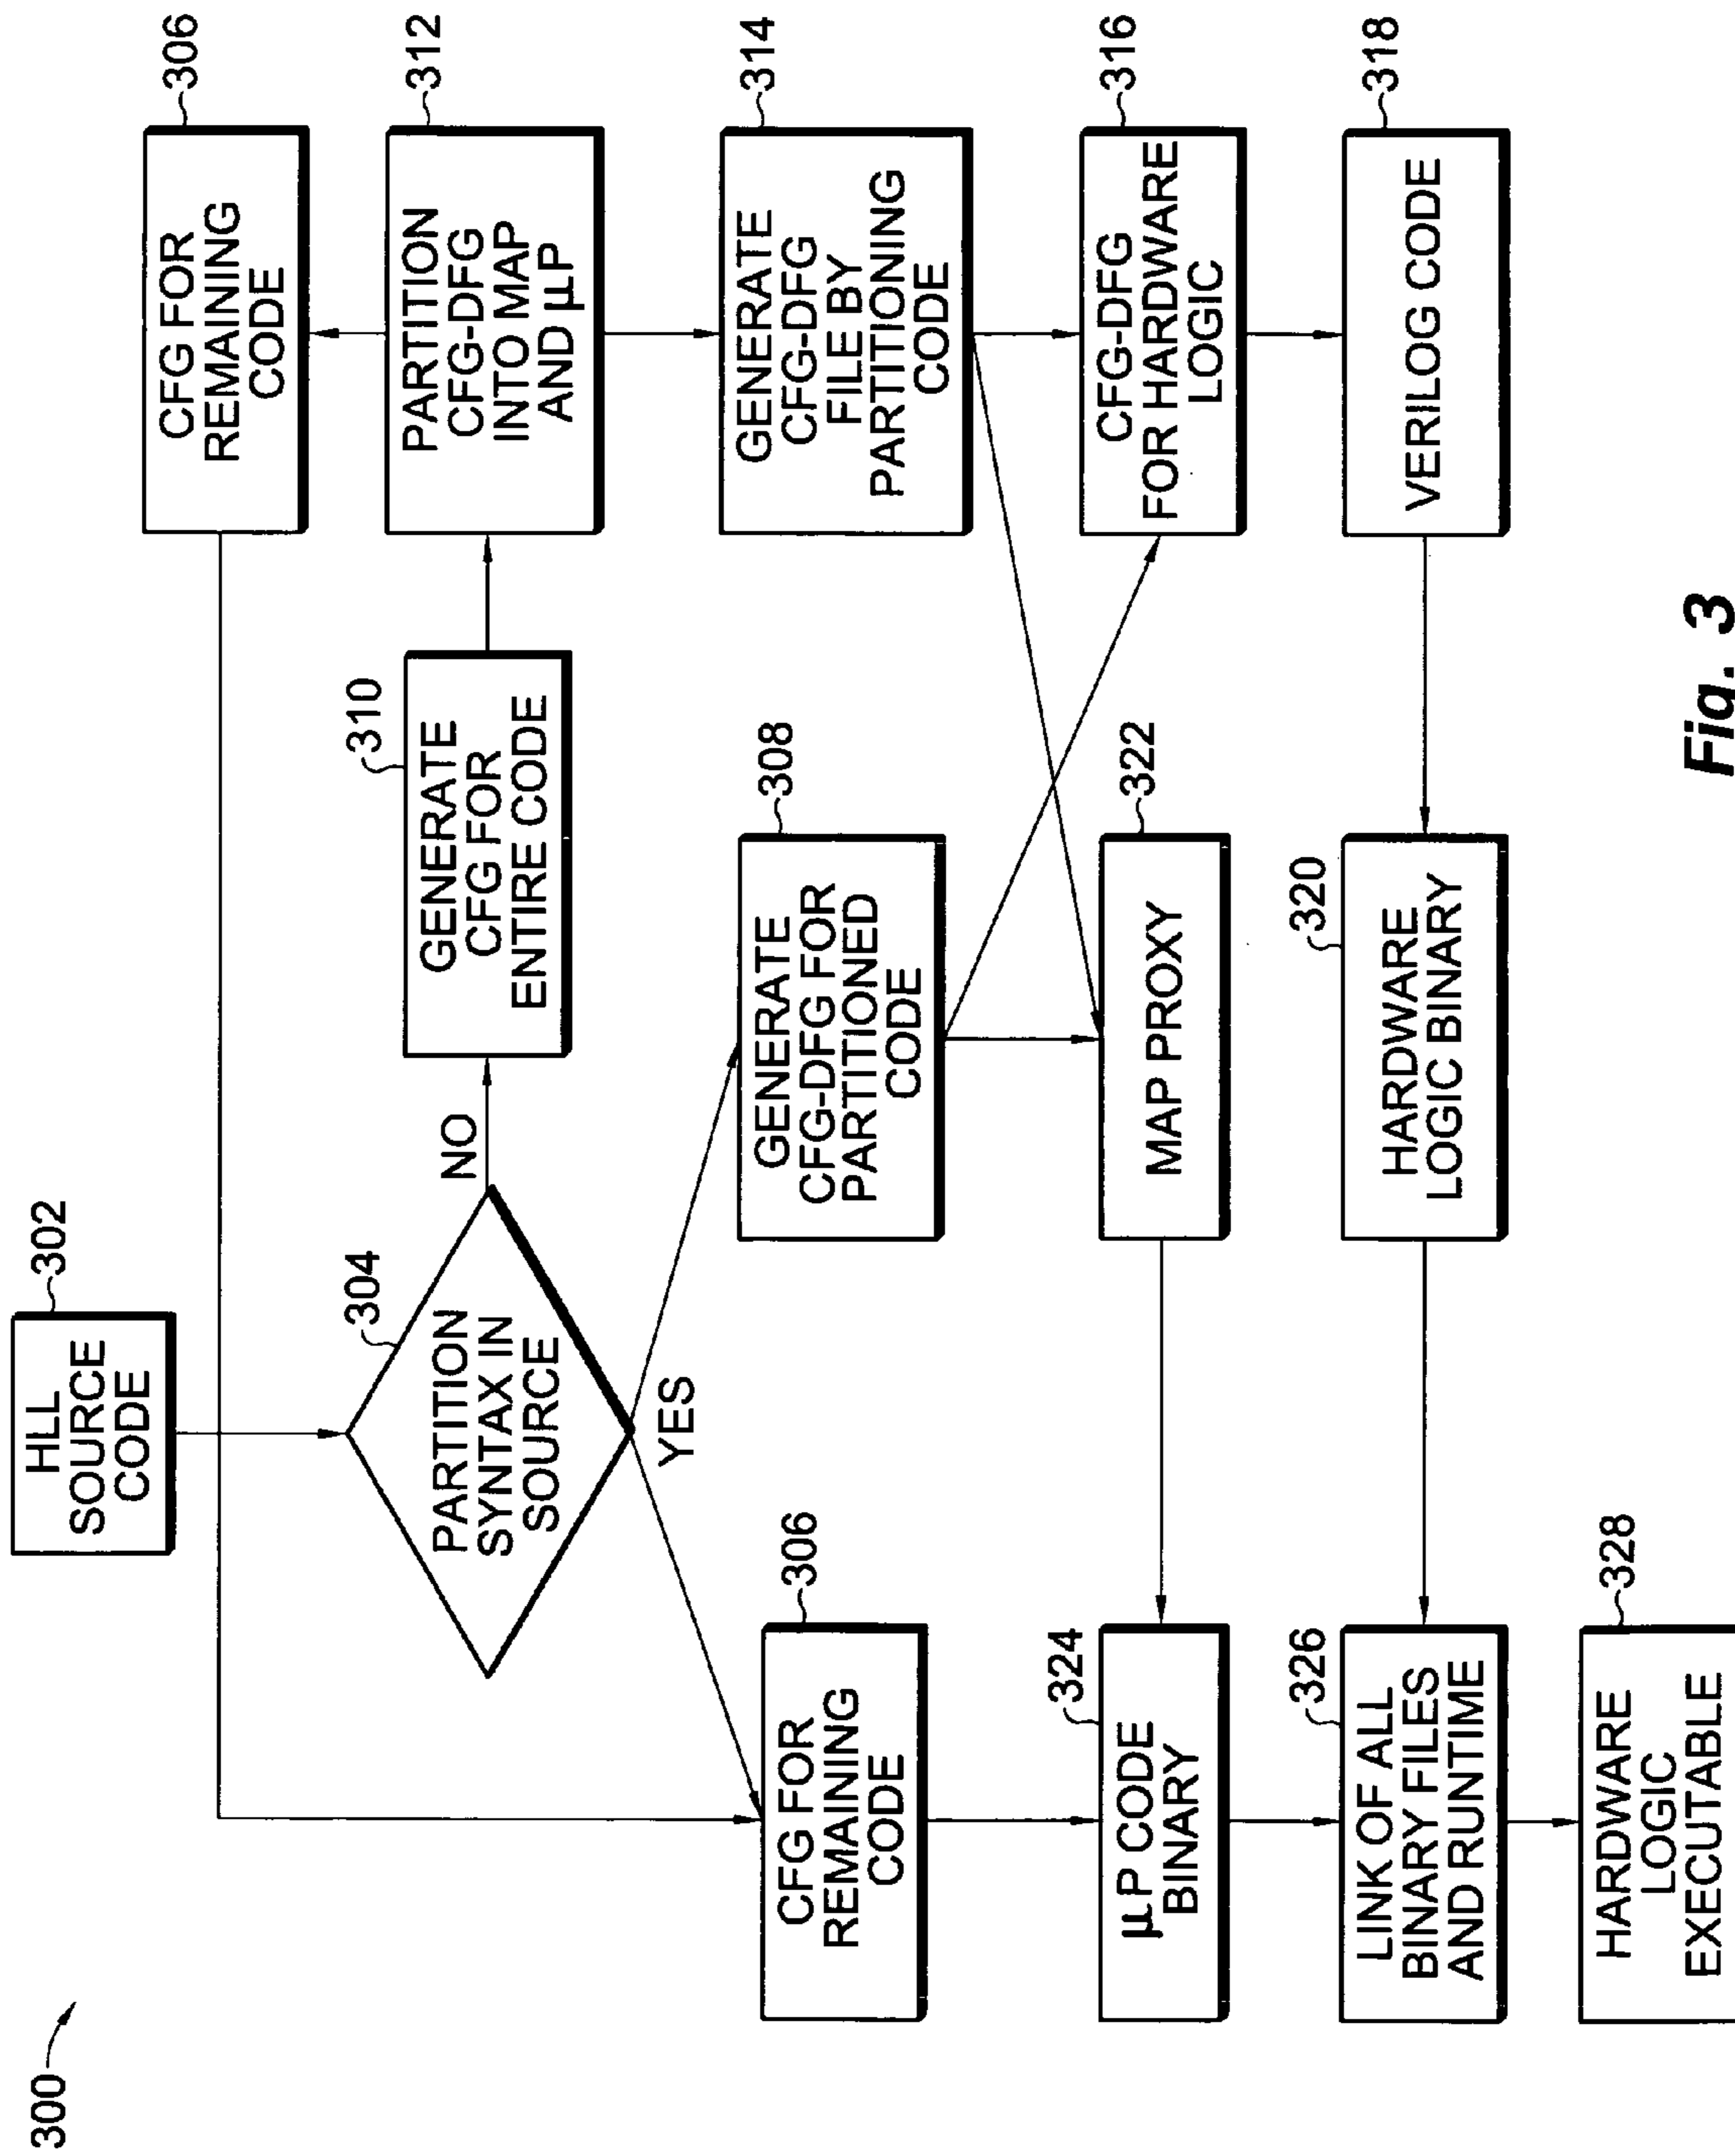 300
HLL
SOURCE
CODE
302
PARTITION
SYNTAX IN
SOURCE
304
NO
YES
GENERATE
CFG FOR
ENTIRE CODE
310
CFG FOR
REMAINING
CODE
306
PARTITION
CFG-DFG
INTO MAP
AND µP
312
CFG FOR
REMAINING
CODE
306
GENERATE
CFG-DFG FOR
PARTITIONED
CODE
308
GENERATE
CFG-DFG
FILE BY
PARTITIONING
CODE
314
µP CODE
BINARY
324
MAP PROXY
322
CFG-DFG
FOR HARDWARE
LOGIC
316
LINK OF ALL
BINARY FILES
AND RUNTIME
326
HARDWARE
LOGIC BINARY
320
VERILOG CODE
318
HARDWARE
LOGIC
EXECUTABLE
328
Fig. 3